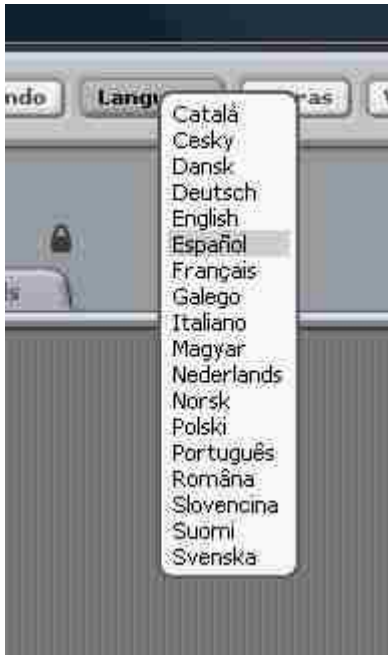 ndo Langu as V
Català
Cesky
Dansk
Deutsch
English
Español
Français
Galego
Italiano
Magyar
Nederlands
Norsk
Polski
Português
Româna
Slovencina
Suomi
Svenska
s